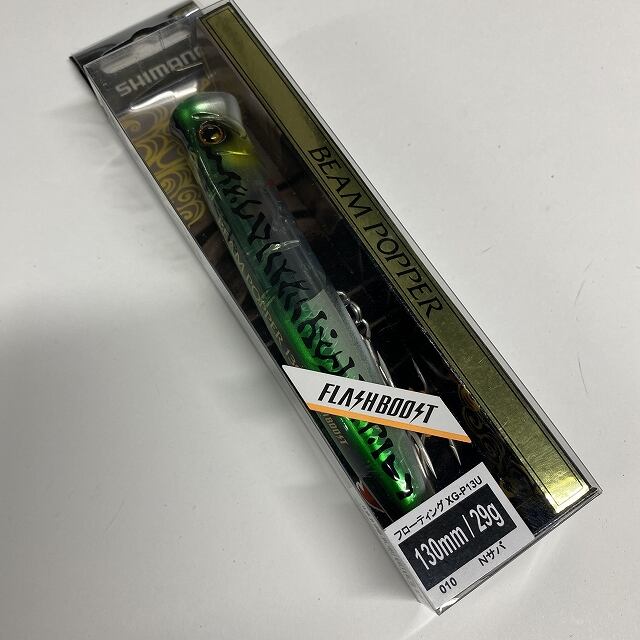 SHIMANO
BEAM POPPER
FLASHBOOST
BOOST
フローティング XG-P13U
130mm/29g
010 Nサバ